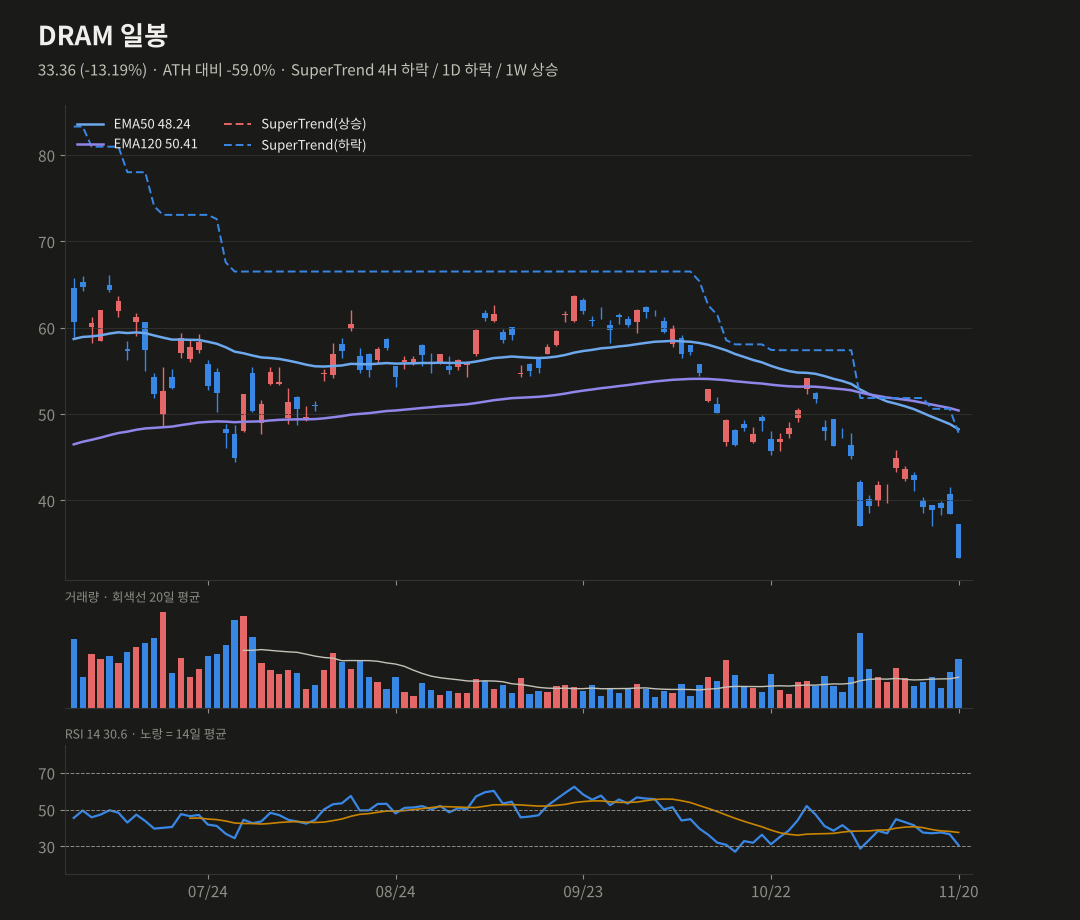 DRAM 일봉
33.36 (-13.19%) · ATH 대비 -59.0% · SuperTrend 4H 하락 / 1D 하락 / 1W 상승
EMA50 48.24
SuperTrend(상승)
EMA120 50.41
SuperTrend(하락)
80
70
60
50
40
거래량 · 회색선 20일 평균
RSI 14 30.6 · 노랑 = 14일 평균
70
50
30
07/24
08/24
09/23
10/22
11/20